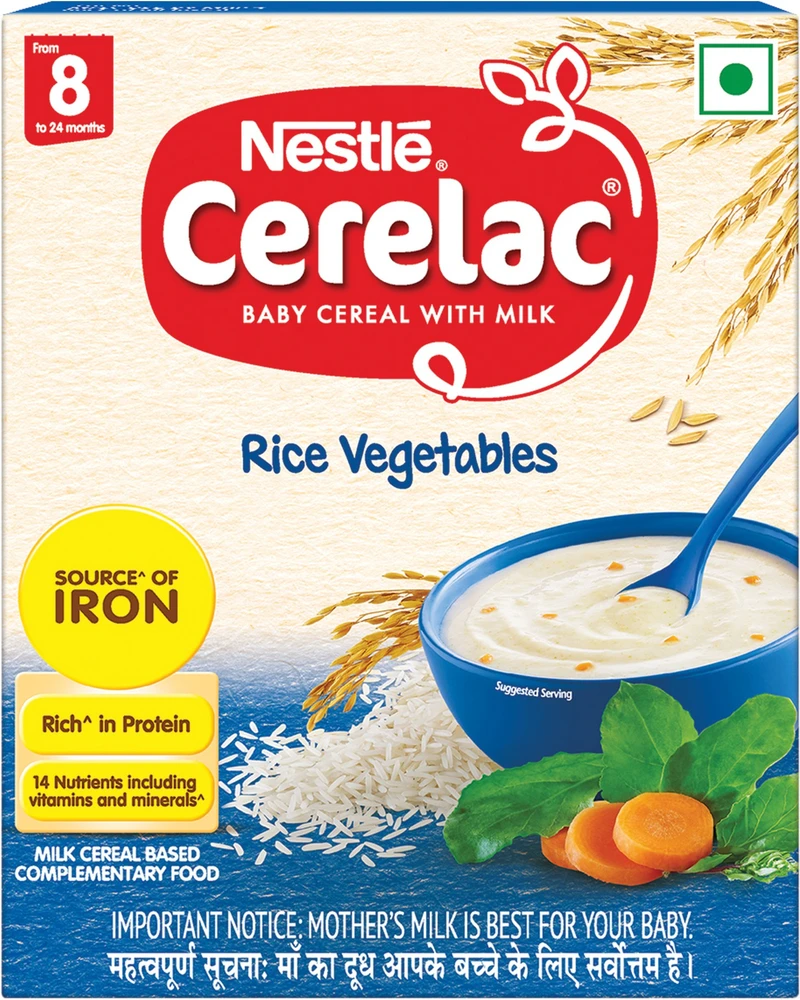 From
8
to 24 months
Nestlé®
Cerelac®
BABY CEREAL WITH MILK
Rice Vegetables
SOURCE^ OF
IRON
Rich^ in Protein
14 Nutrients including
vitamins and minerals^
Suggested Serving
MILK CEREAL BASED
COMPLEMENTARY FOOD
IMPORTANT NOTICE: MOTHER'S MILK IS BEST FOR YOUR BABY.
महत्वपूर्ण सूचना: माँ का दूध आपके बच्चे के लिए सर्वोत्तम है।